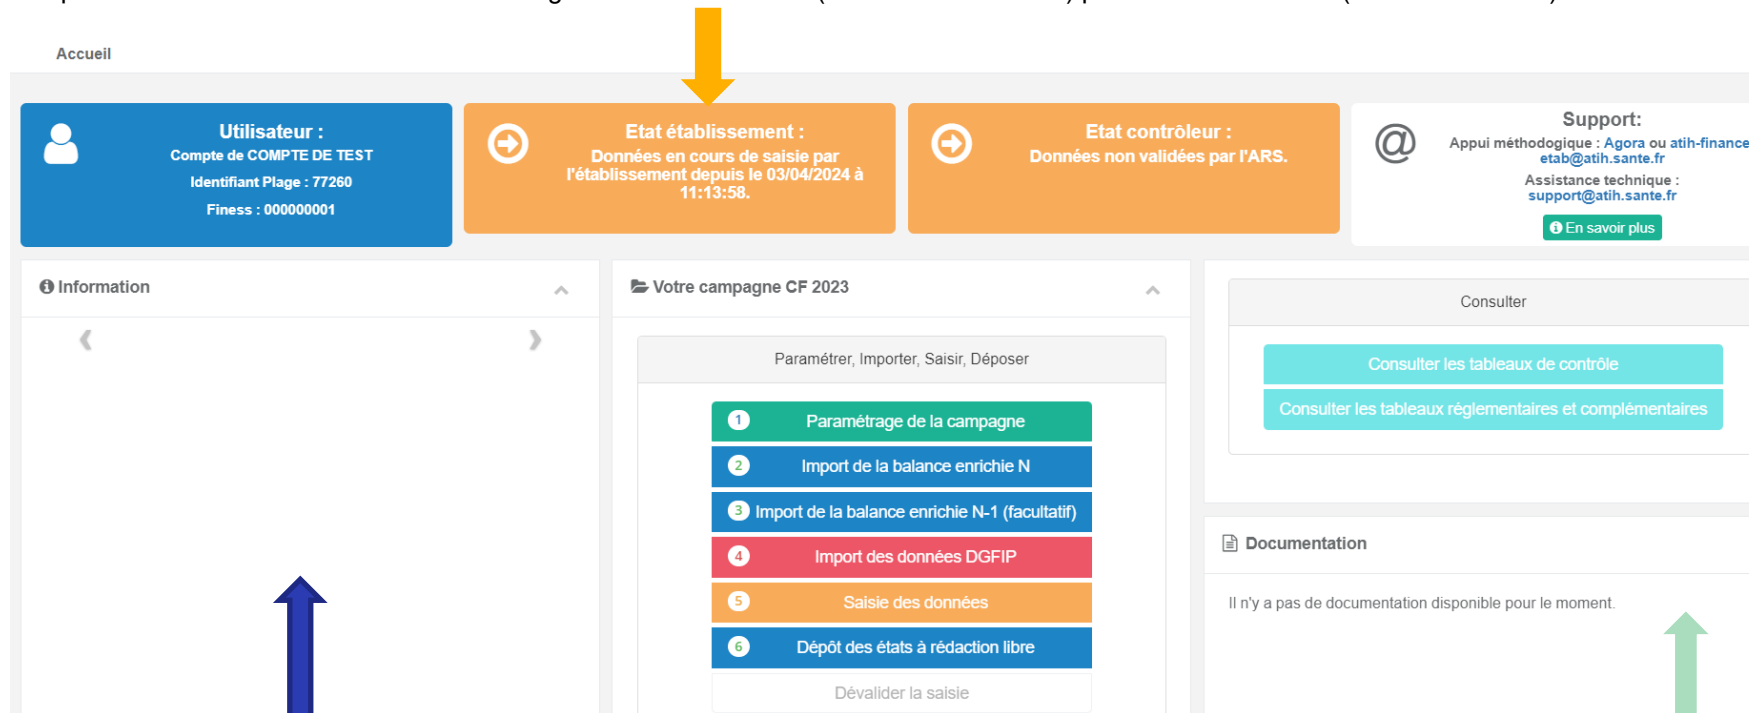 Accueil
Utilisateur :
Compte de COMPTE DE TEST
Identifiant Plage : 77260
Finess : 000000001
Etat établissement :
Données en cours de saisie par
l'établissement depuis le 03/04/2024 à
11:13:58.
Etat contrôleur :
Données non validées par l'ARS.
@
Support:
Appui méthodologique : Agora ou atih-finance
etab@atih.sante.fr
Assistance technique :
support@atih.sante.fr
En savoir plus
Information
Votre campagne CF 2023
Paramétrer, Importer, Saisir, Déposer
1 Paramétrage de la campagne
2 Import de la balance enrichie N
3 Import de la balance enrichie N-1 (facultatif)
4 Import des données DGFIP
5 Saisie des données
6 Dépôt des états à rédaction libre
Dévalider la saisie
Consulter
Consulter les tableaux de contrôle
Consulter les tableaux réglementaires et complémentaires
Documentation
Il n'y a pas de documentation disponible pour le moment.